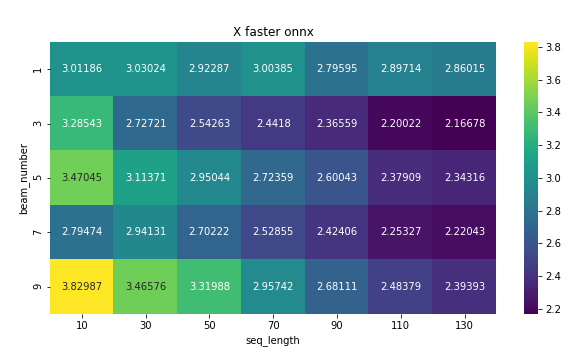 X faster onnx
1 3.01186 3.03024 2.92287 3.00385 2.79595 2.89714 2.86015
3 3.28543 2.72721 2.54263 2.4418 2.36559 2.20022 2.16678
5 3.47045 3.11371 2.95044 2.72359 2.60043 2.37909 2.34316
7 2.79474 2.94131 2.70222 2.52855 2.42406 2.25327 2.22043
9 3.82987 3.46576 3.31988 2.95742 2.68111 2.48379 2.39393
10 30 50 70 90 110 130
seq_length
beam_number
3.8
3.6
3.4
3.2
3.0
2.8
2.6
2.4
2.2